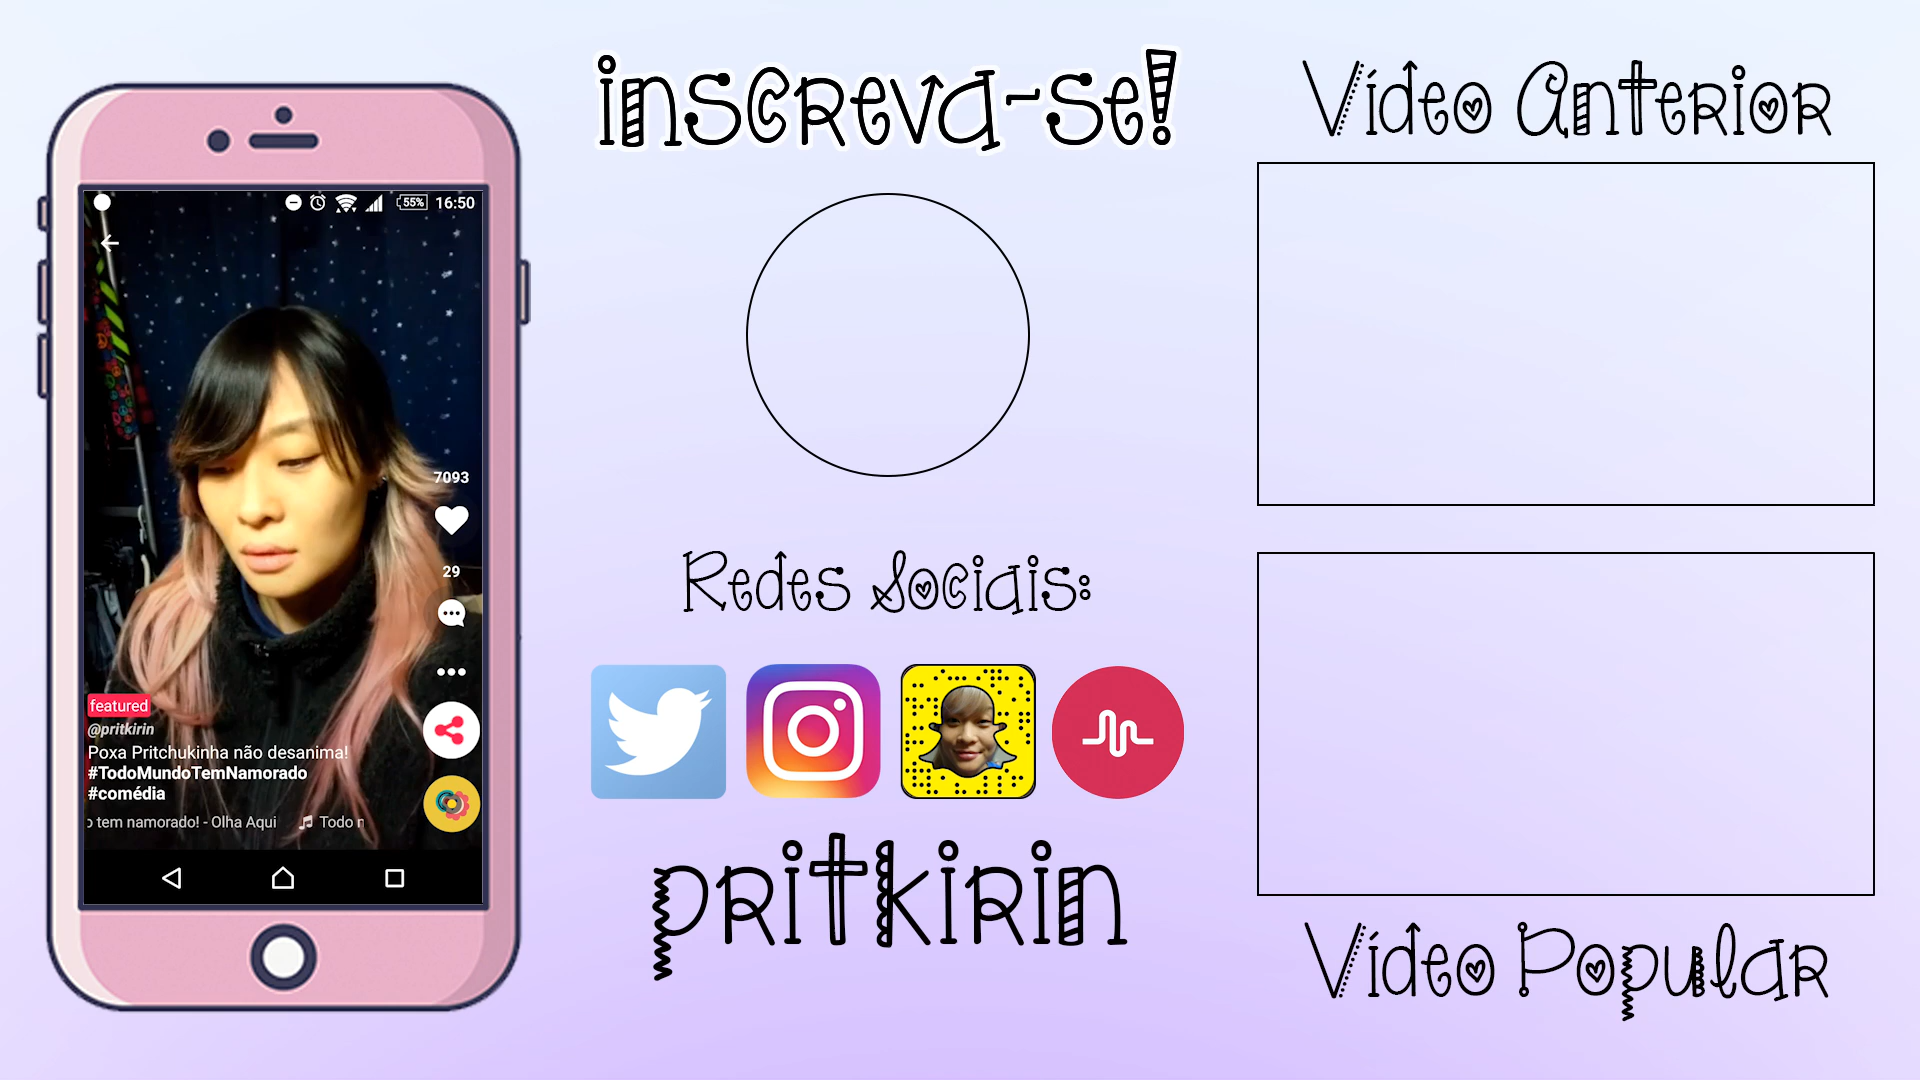 inscreva-se!
Vídeo Anterior
55% 16:50
7093
29
featured
@pritkirin
Poxa Pritchukinha não desanima!
#TodoMundoTemNamorado
#comédia
o tem namorado! - Olha Aqui Todo
Redes Sociais:
pritkirin
Vídeo Popular